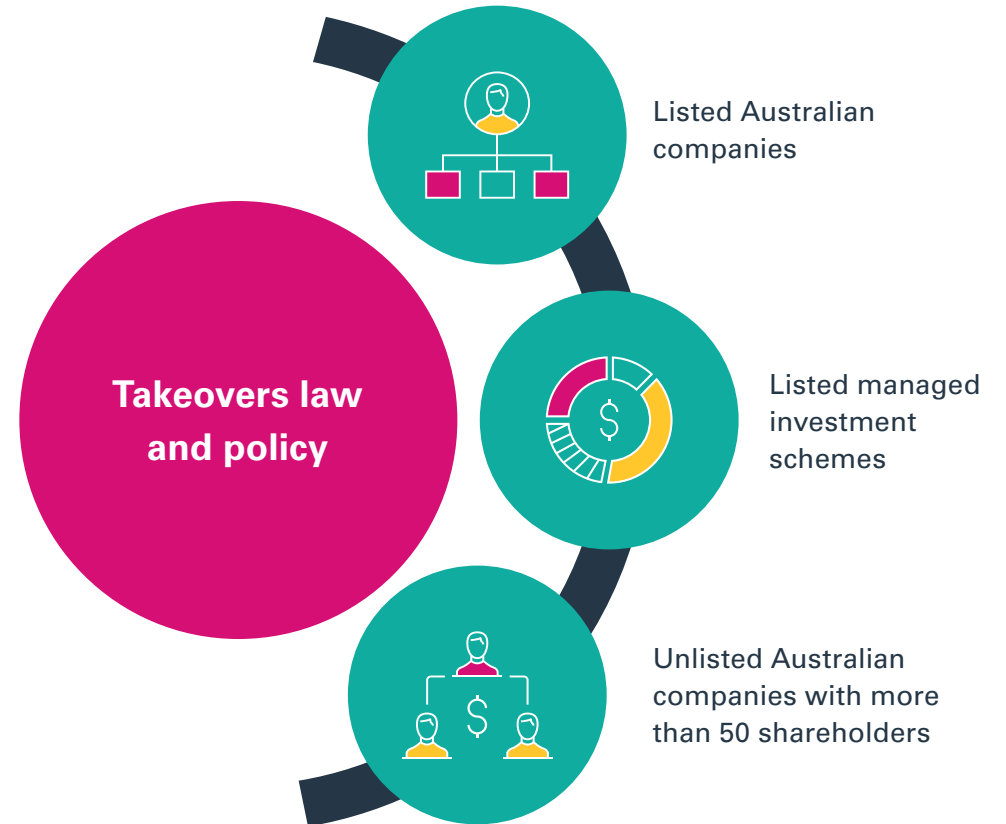 Listed Australian
companies
Takeovers law
and policy
Listed managed
investment
schemes
Unlisted Australian
companies with more
than 50 shareholders